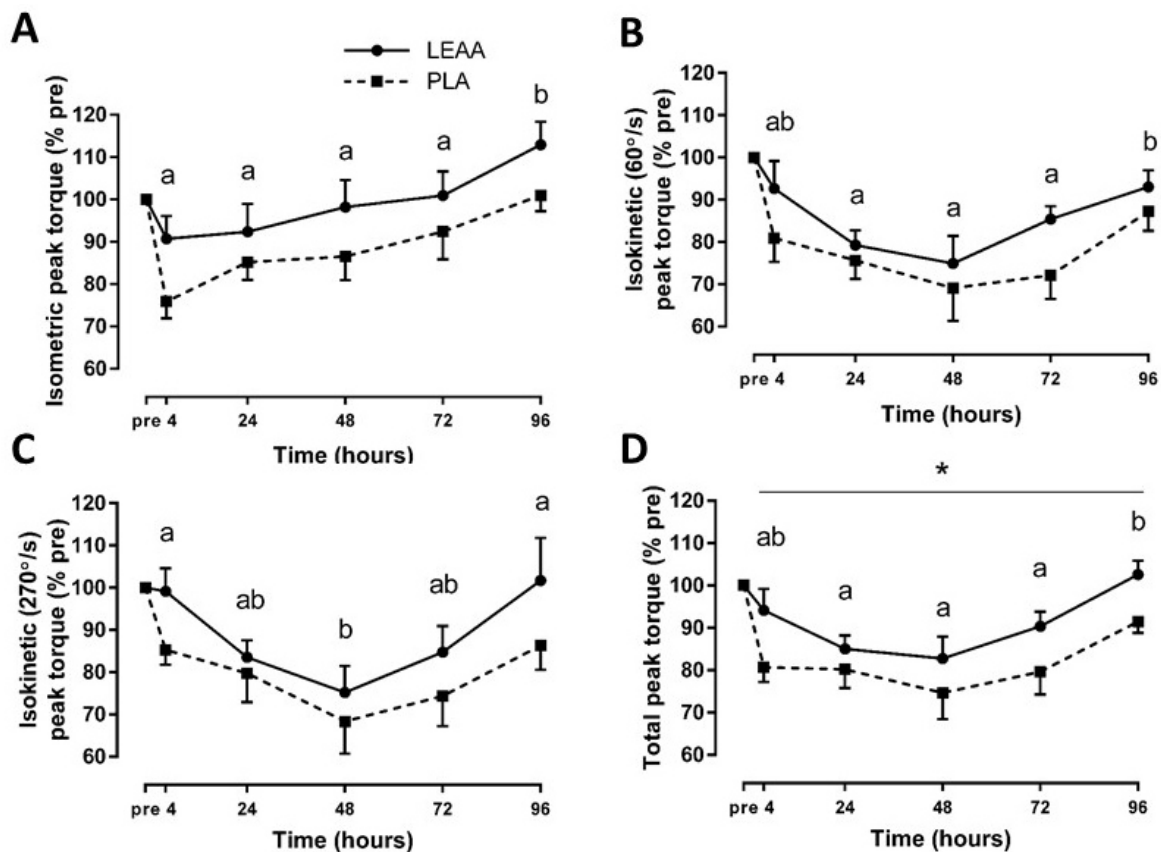 A
LEAA
PLA
Isometric peak torque (% pre)
120
110
100
90
80
70
60
a
a
a
a
b
pre 4 24 48 72 96
Time (hours)
B
Isokinetic (60°/s)
peak torque (% pre)
120
110
100
90
80
70
60
ab
a
a
a
b
pre 4 24 48 72 96
Time (hours)
C
Isokinetic (270°/s)
peak torque (% pre)
120
110
100
90
80
70
60
a
ab
b
ab
a
pre 4 24 48 72 96
Time (hours)
D
Total peak torque (% pre)
*
120
110
100
90
80
70
60
ab
a
a
a
b
pre 4 24 48 72 96
Time (hours)